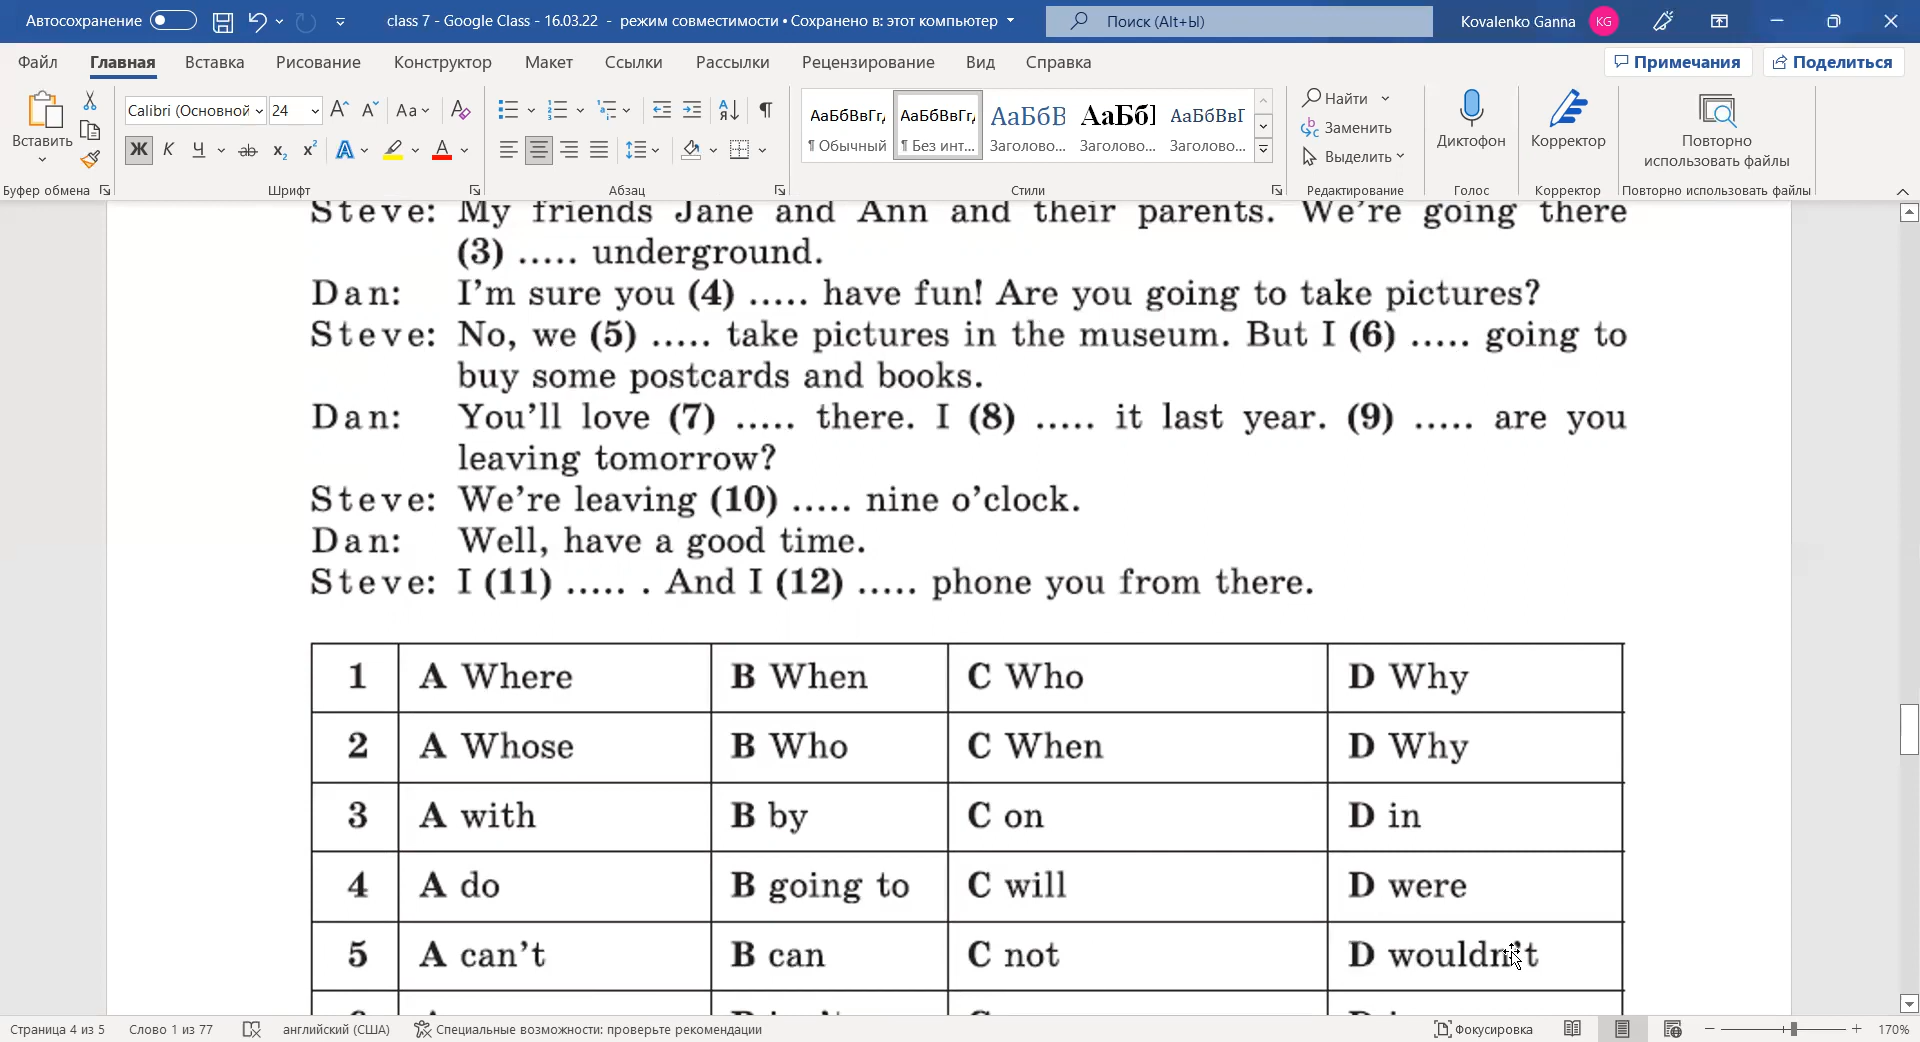 Автосохранение
class 7 - Google Class - 16.03.22 - режим совместимости • Сохранено в: этот компьютер
Поиск (Alt+Ы)
Kovalenko Ganna KG
Файл Главная Вставка Рисование Конструктор Макет Ссылки Рассылки Рецензирование Вид Справка
Примечания Поделиться
Calibri (Основной 24 Аа
АаБбВвГг, АаБбВвГг, АаБбВ АаБб] АаБбВвГ
Вставить
Ж К Ч ab x₂ x² А А
¶ Обычный ¶ Без инт... Заголово... Заголово... Заголово...
Найти
Заменить
Выделить
Диктофон
Корректор
Повторно
использовать файлы
Буфер обмена Шрифт Абзац Стили Редактирование Голос Корректор Повторно использовать файлы
Steve: My friends Jane and Ann and their parents. We're going there
(3) ..... underground.
Dan: I'm sure you (4) ..... have fun! Are you going to take pictures?
Steve: No, we (5) ..... take pictures in the museum. But I (6) ..... going to
buy some postcards and books.
Dan: You'll love (7) ..... there. I (8) ..... it last year. (9) ..... are you
leaving tomorrow?
Steve: We're leaving (10) ..... nine o'clock.
Dan: Well, have a good time.
Steve: I (11) ..... . And I (12) ..... phone you from there.
1 A Where B When C Who D Why
2 A Whose B Who C When D Why
3 A with B by C on D in
4 A do B going to C will D were
5 A can't B can C not D wouldn't
Страница 4 из 5 Слово 1 из 77 английский (США) Специальные возможности: проверьте рекомендации
Фокусировка 170%